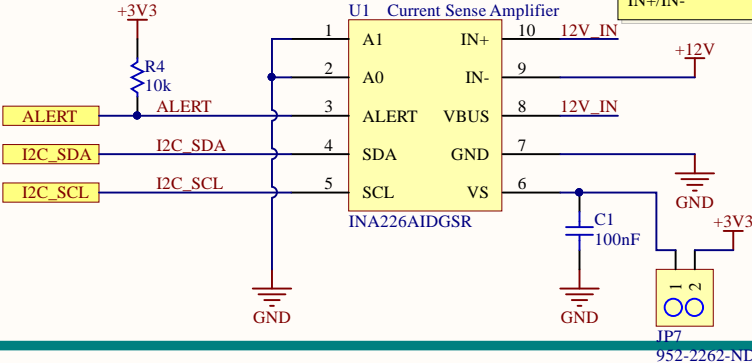 +3V3
U1 Current Sense Amplifier
IN+/IN-
1 A1 IN+ 10 12V_IN
+12V
R4
10k
2 A0 IN- 9
ALERT ALERT 3 ALERT VBUS 8 12V_IN
I2C_SDA I2C_SDA 4 SDA GND 7
I2C_SCL I2C_SCL 5 SCL VS 6
GND
INA226AIDGSR
C1
100nF
+3V3
1 2
GND
GND
JP7
952-2262-ND